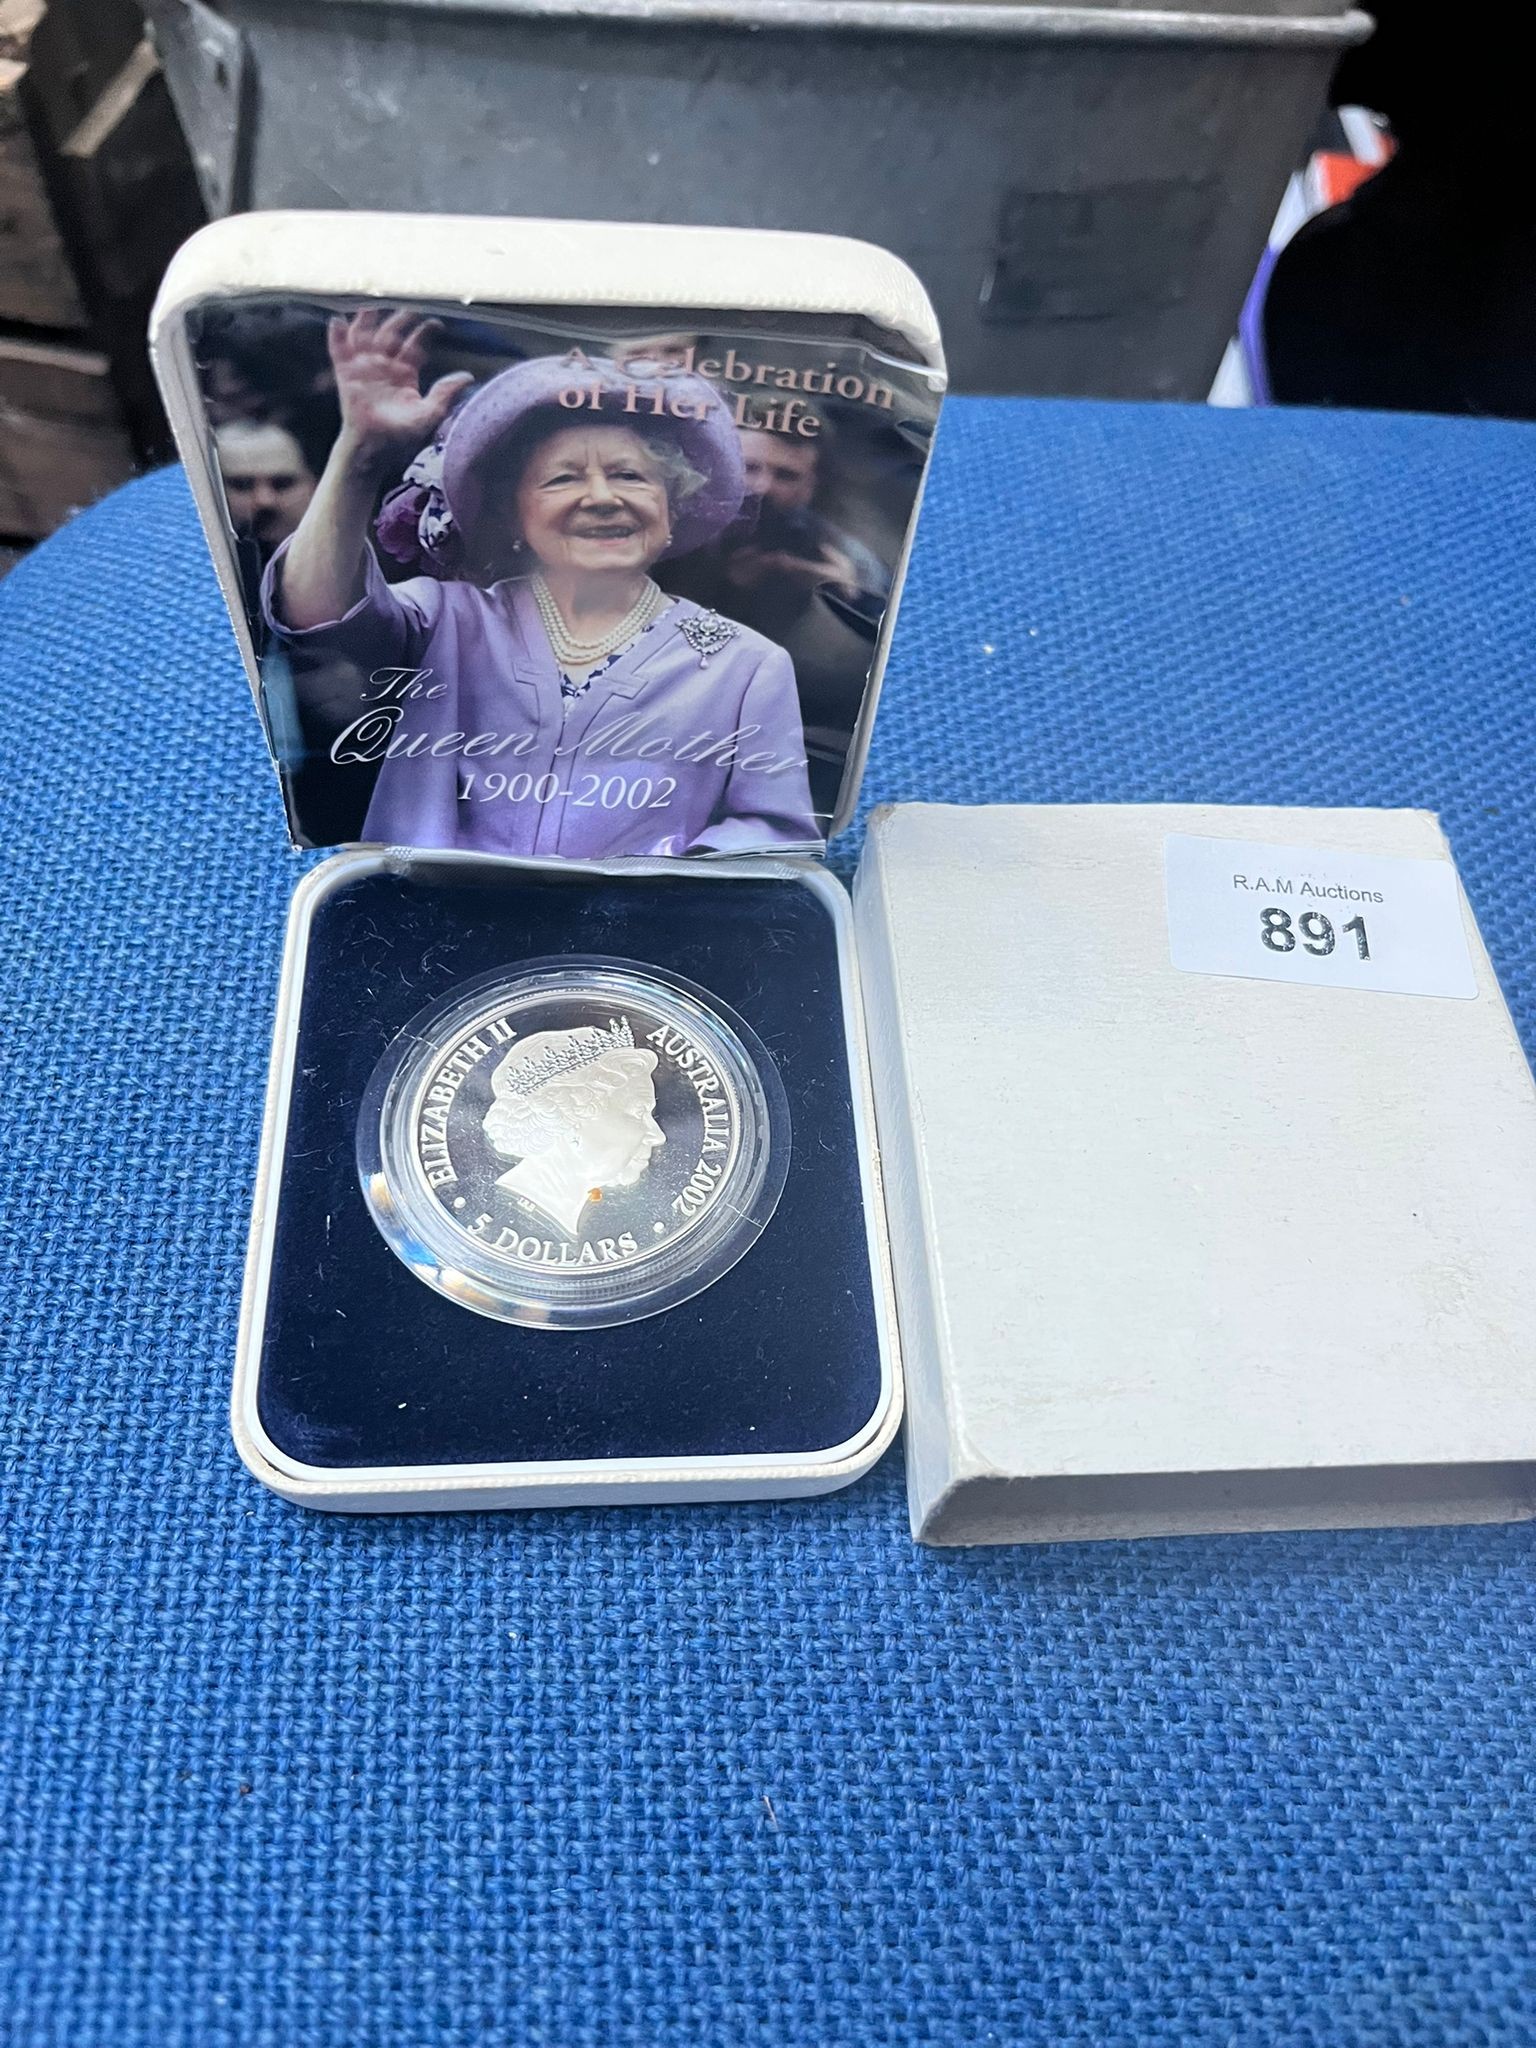 A Celebration
of Her Life
The
Queen Mother
1900-2002
R.A.M Auctions
891
ELIZABETH II
AUSTRALIA 2002
5 DOLLARS